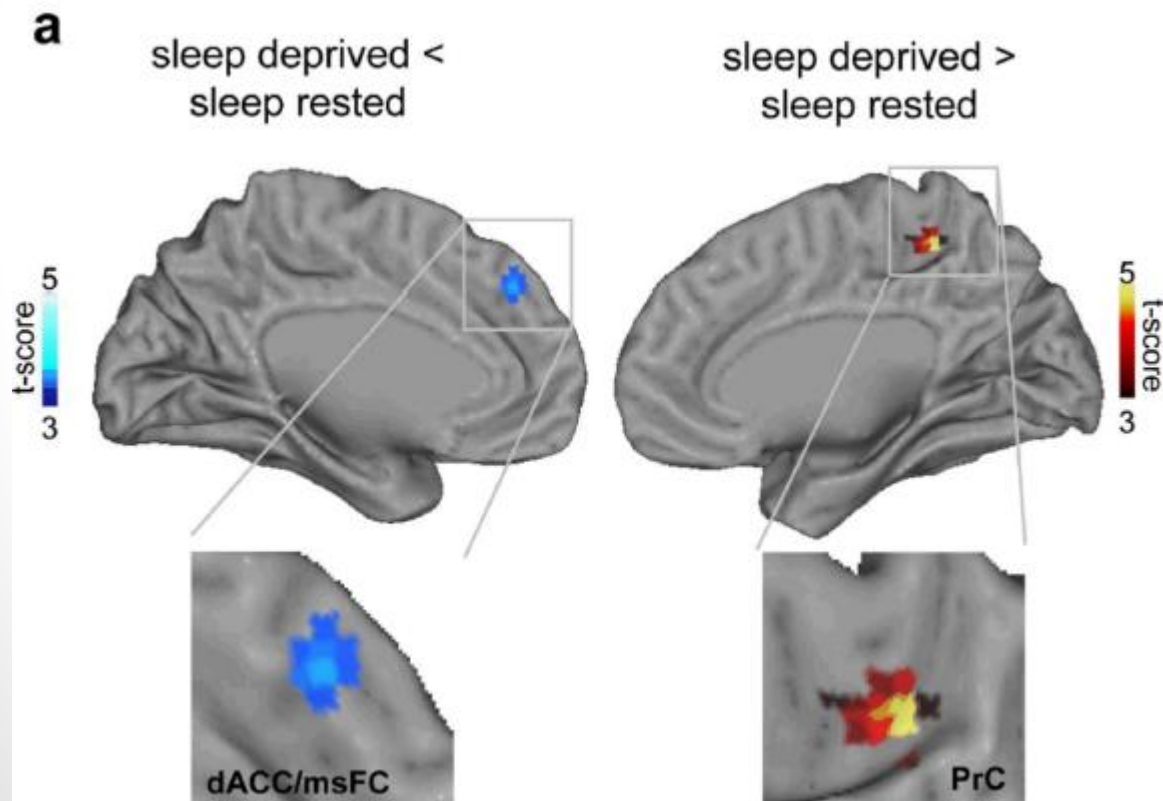 a
sleep deprived <
sleep rested
sleep deprived >
sleep rested
5
t-score
3
5
t-score
3
dACC/msFC
PrC